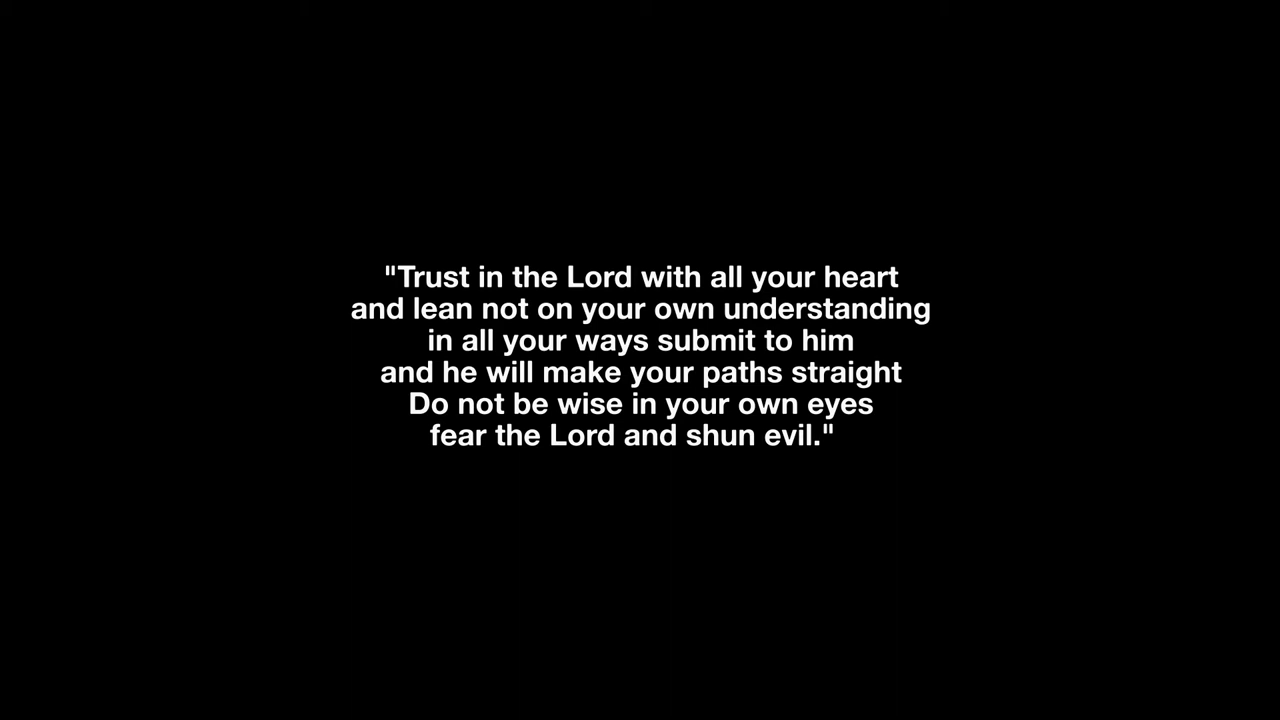 "Trust in the Lord with all your heart
and lean not on your own understanding
in all your ways submit to him
and he will make your paths straight
Do not be wise in your own eyes
fear the Lord and shun evil."